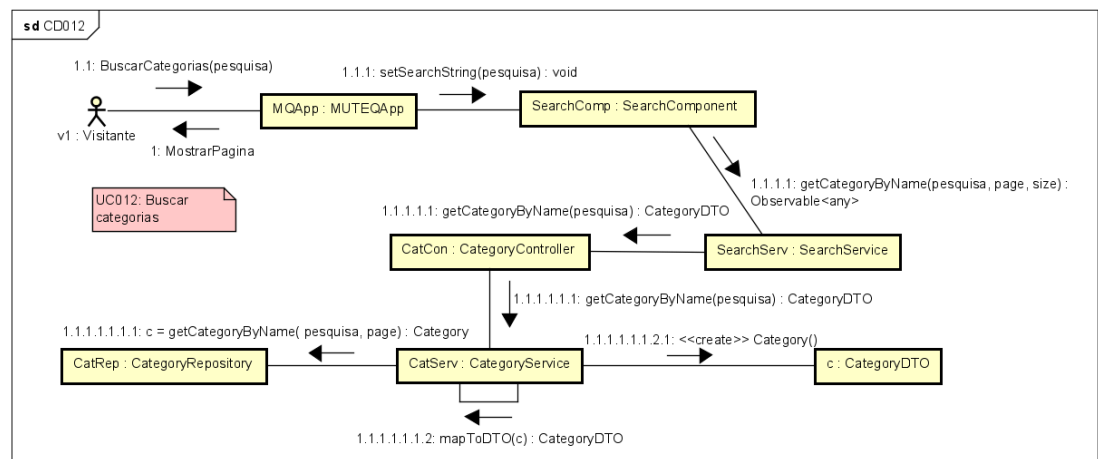 sd CD012
1.1: BuscarCategorias(pesquisa)
1.1.1: setSearchString(pesquisa) : void
MQApp : MUTEQApp
SearchComp : SearchComponent
v1 : Visitante
1: MostrarPagina
UC012: Buscar
categorias
1.1.1.1: getCategoryByName(pesquisa, page, size) :
Observable<any>
1.1.1.1.1: getCategoryByName(pesquisa) : CategoryDTO
CatCon : CategoryController
SearchServ : SearchService
1.1.1.1.1.1: getCategoryByName(pesquisa) : CategoryDTO
1.1.1.1.1.1.1: c = getCategoryByName( pesquisa, page) : Category
1.1.1.1.1.1.2.1: <<create>> Category()
CatRep : CategoryRepository
CatServ : CategoryService
c : CategoryDTO
1.1.1.1.1.1.2: mapToDTO(c) : CategoryDTO